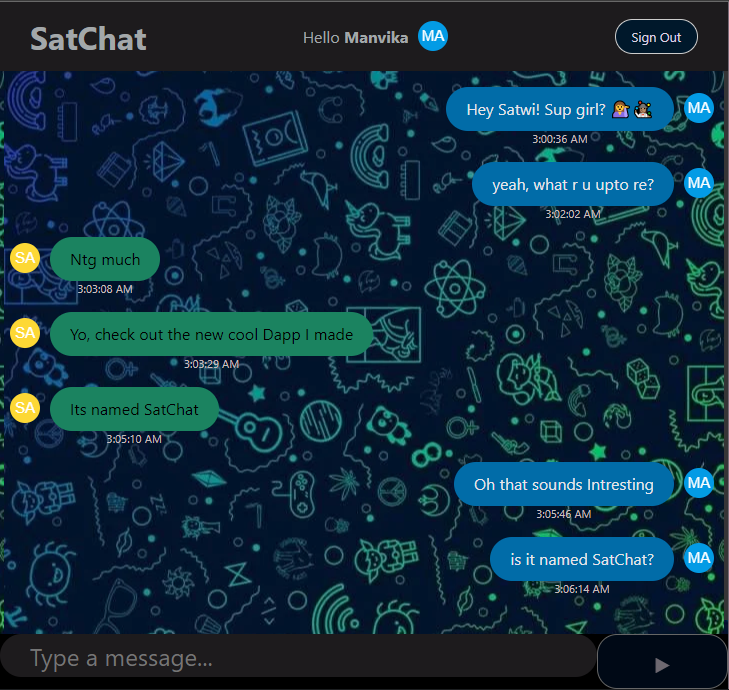 SatChat
Hello Manvika MA
Sign Out
Hey Satwi! Sup girl? 💁‍♀️👩🏽‍🎤 MA
3:00:36 AM
yeah, what r u upto re? MA
3:02:02 AM
SA Ntg much
3:03:08 AM
SA Yo, check out the new cool Dapp I made
3:03:29 AM
SA Its named SatChat
3:05:10 AM
Oh that sounds Intresting MA
3:05:46 AM
is it named SatChat? MA
3:06:14 AM
Type a message...